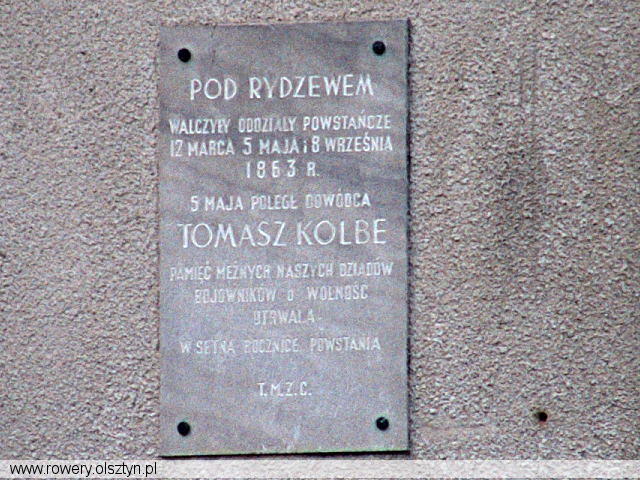 POD RYDZEWEM
WALCZYŁY ODDZIAŁY POWSTAŃCZE
12 MARCA 5 MAJA i 8 WRZEŚNIA
1863 R.
5 MAJA POLEGŁ DOWÓDCA
TOMASZ KOLBE
PAMIĘĆ MĘŻNYCH NASZYCH DZIADÓW
BOJOWNIKÓW O WOLNOŚĆ
UTRWALA
W SETNĄ ROCZNICĘ POWSTANIA
T.M.Z.C.
www.rowery.olsztyn.pl